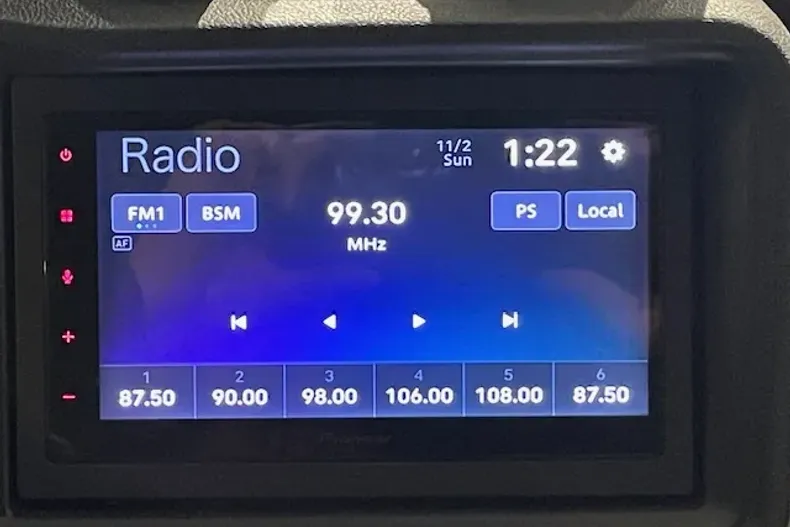 Radio
11/2
Sun
1:22
FM1
BSM
99.30
MHz
PS
Local
AF
1 2 3 4 5 6
87.50 90.00 98.00 106.00 108.00 87.50
Pioneer